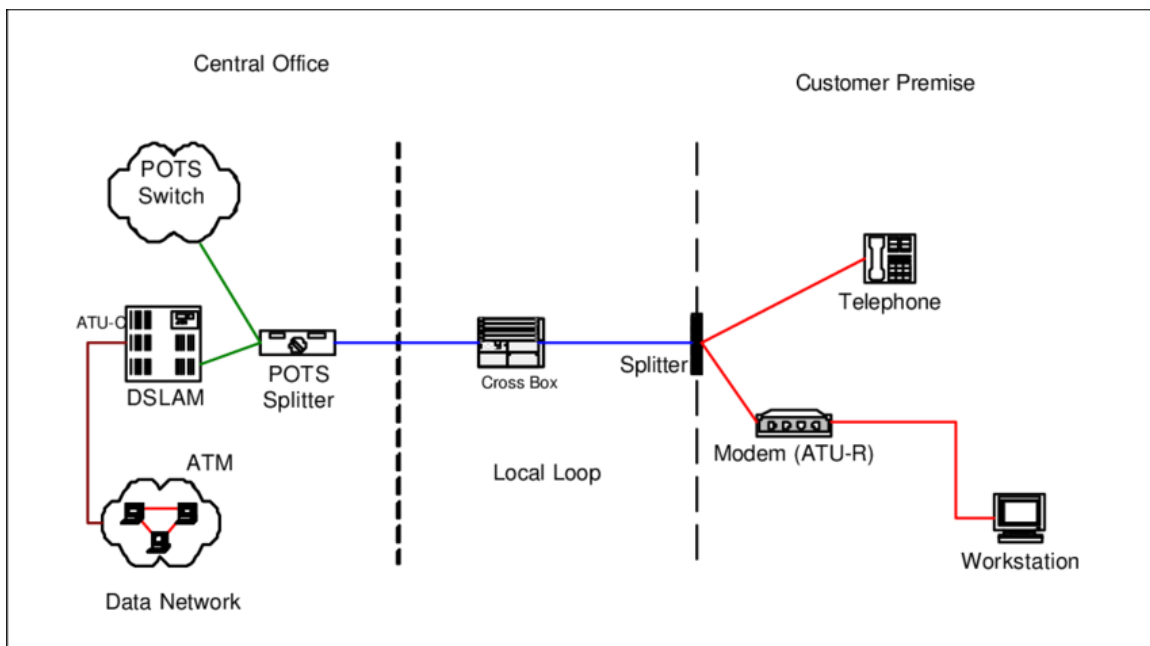 Central Office
Customer Premise
POTS
Switch
ATU-C
DSLAM
POTS
Splitter
Cross Box
Splitter
Telephone
Modem (ATU-R)
ATM
Local Loop
Workstation
Data Network